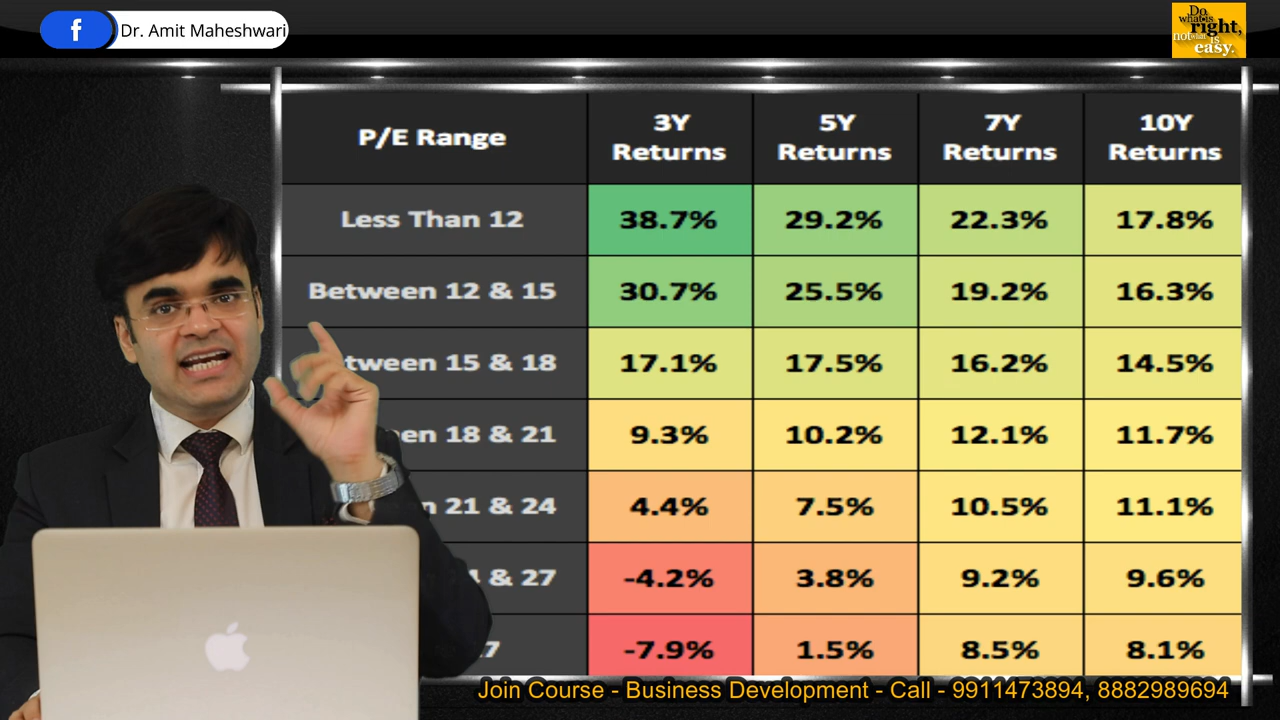 f Dr. Amit Maheshwari
Do
what is
right,
not what
is
easy.
P/E Range 3Y Returns 5Y Returns 7Y Returns 10Y Returns
Less Than 12 38.7% 29.2% 22.3% 17.8%
Between 12 & 15 30.7% 25.5% 19.2% 16.3%
tween 15 & 18 17.1% 17.5% 16.2% 14.5%
en 18 & 21 9.3% 10.2% 12.1% 11.7%
n 21 & 24 4.4% 7.5% 10.5% 11.1%
& 27 -4.2% 3.8% 9.2% 9.6%
7 -7.9% 1.5% 8.5% 8.1%
Join Course - Business Development - Call - 9911473894, 8882989694